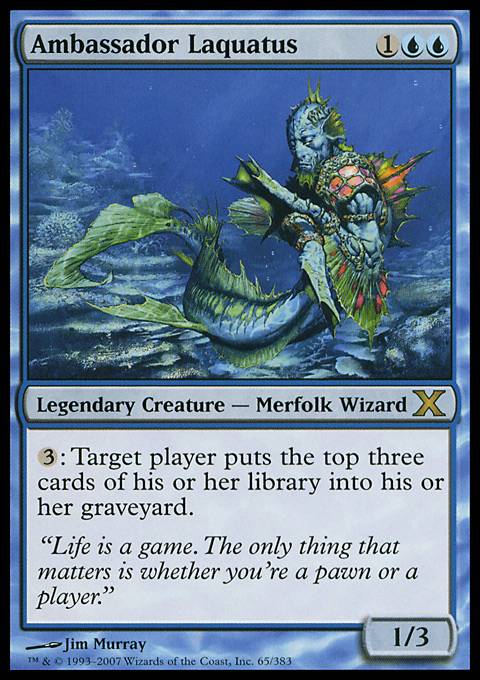 Ambassador Laquatus 1
Legendary Creature — Merfolk Wizard X
3: Target player puts the top three
cards of his or her library into his or
her graveyard.
“Life is a game. The only thing that
matters is whether you're a pawn or a
player.”
Jim Murray
1/3
™ & © 1993–2007 Wizards of the Coast, Inc. 65/383